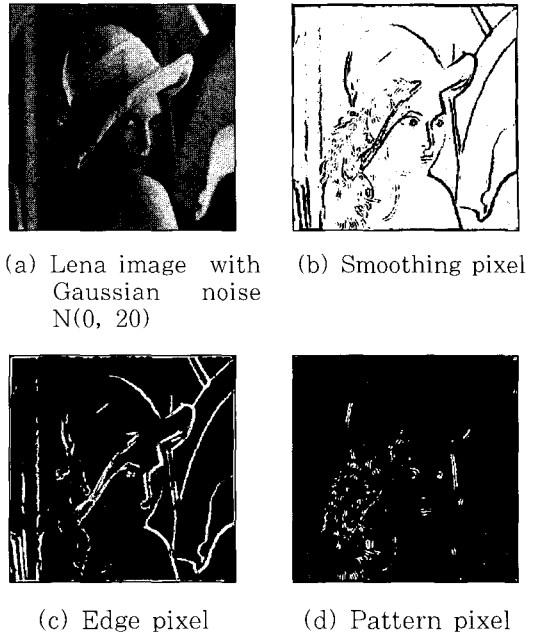 (a) Lena image with
Gaussian noise
N(0, 20)
(b) Smoothing pixel
(c) Edge pixel
(d) Pattern pixel